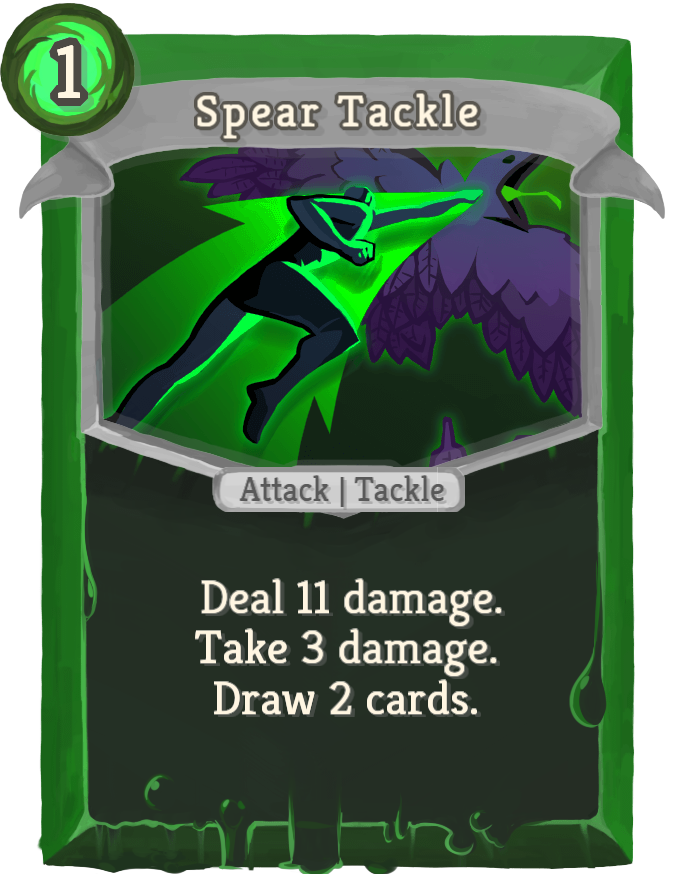 1
Spear Tackle
Attack | Tackle
Deal 11 damage.
Take 3 damage.
Draw 2 cards.